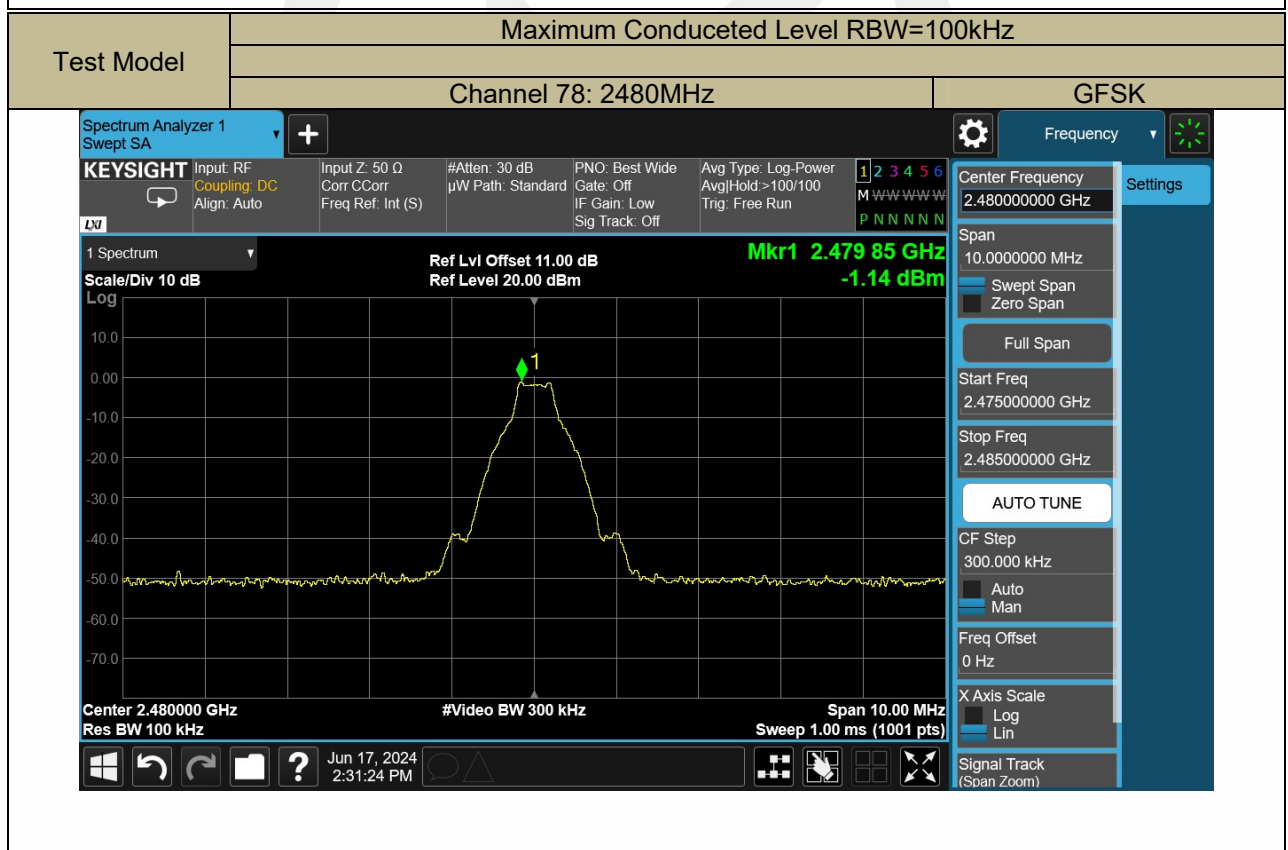 Test Model
Maximum Conduceted Level RBW=100kHz
Channel 78: 2480MHz
GFSK
Spectrum Analyzer 1
Swept SA
+
Frequency
KEYSIGHT
LXI
Input: RF
Coupling: DC
Align: Auto
Input Z: 50 Ω
Corr CCorr
Freq Ref: Int (S)
#Atten: 30 dB
µW Path: Standard
PNO: Best Wide
Gate: Off
IF Gain: Low
Sig Track: Off
Avg Type: Log-Power
Avg|Hold:>100/100
Trig: Free Run
1 2 3 4 5 6
M W W W W W
P N N N N N
1 Spectrum
Scale/Div 10 dB
Log
Ref Lvl Offset 11.00 dB
Ref Level 20.00 dBm
Mkr1 2.479 85 GHz
-1.14 dBm
10.0
0.00
-10.0
-20.0
-30.0
-40.0
-50.0
-60.0
-70.0
1
Center 2.480000 GHz
Res BW 100 kHz
#Video BW 300 kHz
Span 10.00 MHz
Sweep 1.00 ms (1001 pts)
?
Jun 17, 2024
2:31:24 PM
Center Frequency
2.480000000 GHz
Settings
Span
10.0000000 MHz
Swept Span
Zero Span
Full Span
Start Freq
2.475000000 GHz
Stop Freq
2.485000000 GHz
AUTO TUNE
CF Step
300.000 kHz
Auto
Man
Freq Offset
0 Hz
X Axis Scale
Log
Lin
Signal Track
(Span Zoom)